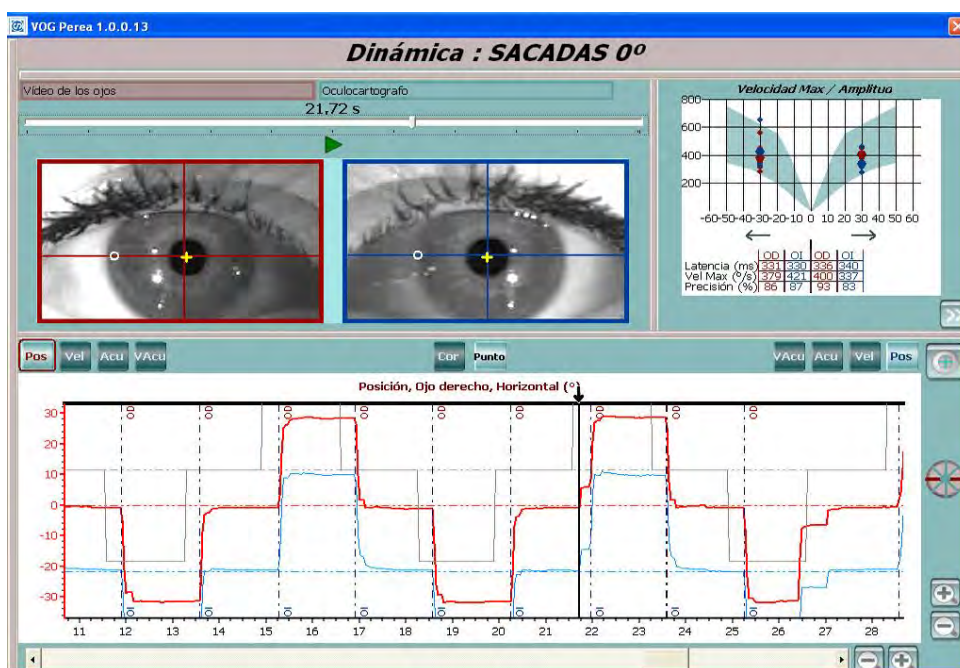 VOG Perea 1.0.0.13
Dinámica : SACADAS 0º
Vídeo de los ojos
Oculocartografo
21,72 s
Velocidad Max / Amplitud
800
600
400
200
-60 -50 -40 -30 -20 -10 0 10 20 30 40 50 60
OD OI OD OI
Latencia (ms) 331 330 336 340
Vel Max (º/s) 379 421 400 337
Precisión (%) 86 87 93 83
Pos Vel Acu VAcu Cor Punto VAcu Acu Vel Pos
Posición, Ojo derecho, Horizontal (°)
30
20
10
0
-10
-20
-30
11 12 13 14 15 16 17 18 19 20 21 22 23 24 25 26 27 28